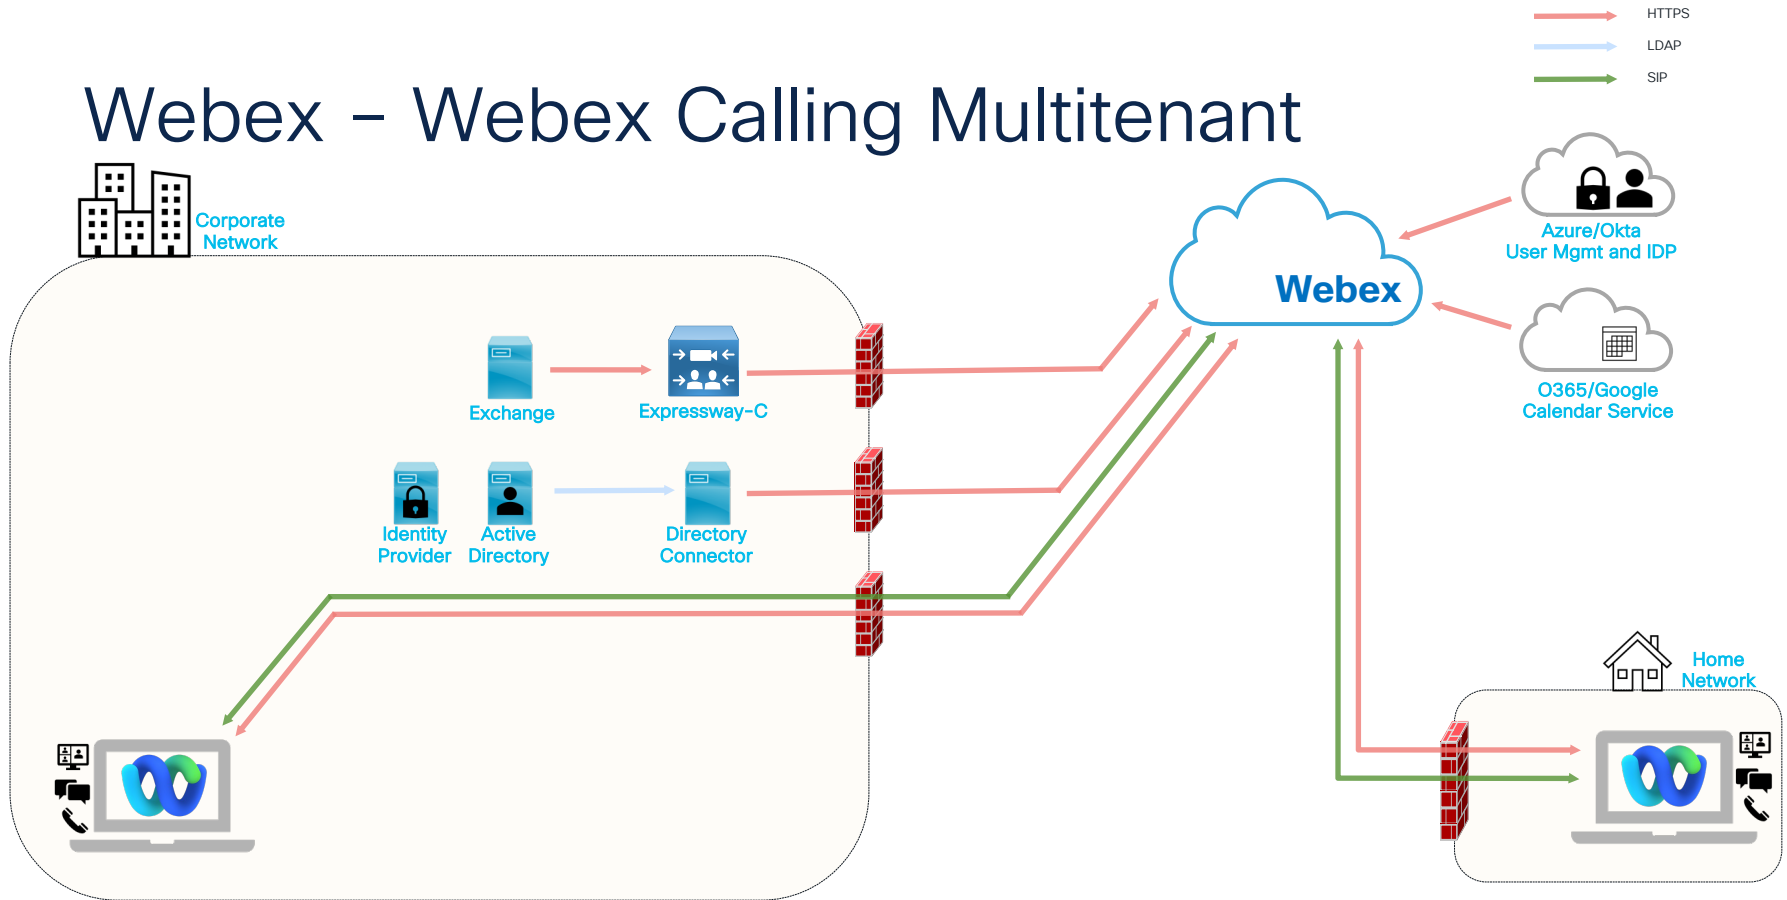 HTTPS
LDAP
SIP
Webex – Webex Calling Multitenant
Corporate
Network
Azure/Okta
User Mgmt and IDP
Webex
O365/Google
Calendar Service
Exchange
Expressway-C
Identity
Provider
Active
Directory
Directory
Connector
Home
Network